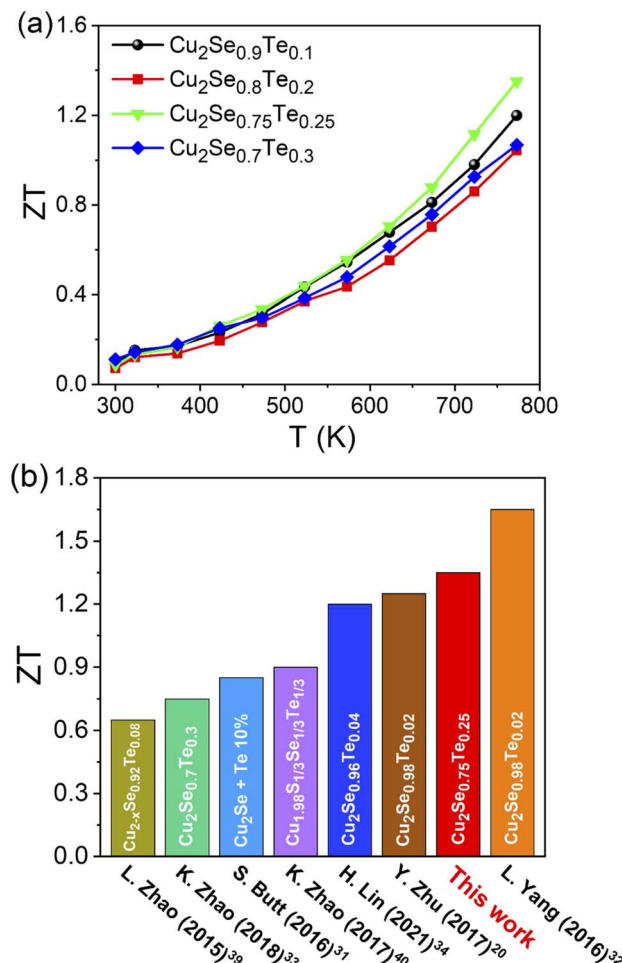 (a)
1.6
1.2
0.8
0.4
0.0
ZT
Cu2Se0.9Te0.1
Cu2Se0.8Te0.2
Cu2Se0.75Te0.25
Cu2Se0.7Te0.3
300 400 500 600 700 800
T (K)
(b)
1.8
1.5
1.2
0.9
0.6
0.3
0.0
ZT
Cu2-xSe0.92Te0.08
Cu2Se0.7Te0.3
Cu2Se + Te 10%
Cu1.98S1/3Se1/3Te1/3
Cu2Se0.96Te0.04
Cu2Se0.98Te0.02
Cu2Se0.75Te0.25
Cu2Se0.98Te0.02
L. Zhao (2015)39
K. Zhao (2018)33
S. Butt (2016)31
K. Zhao (2017)40
H. Lin (2021)34
Y. Zhu (2017)20
This work
L. Yang (2016)32